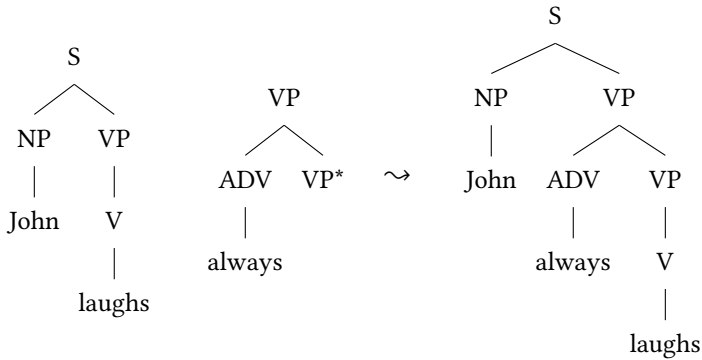 S
S
VP
NP VP
NP VP
ADV VP* ⤳ John ADV VP
John V
always
always V
laughs
laughs